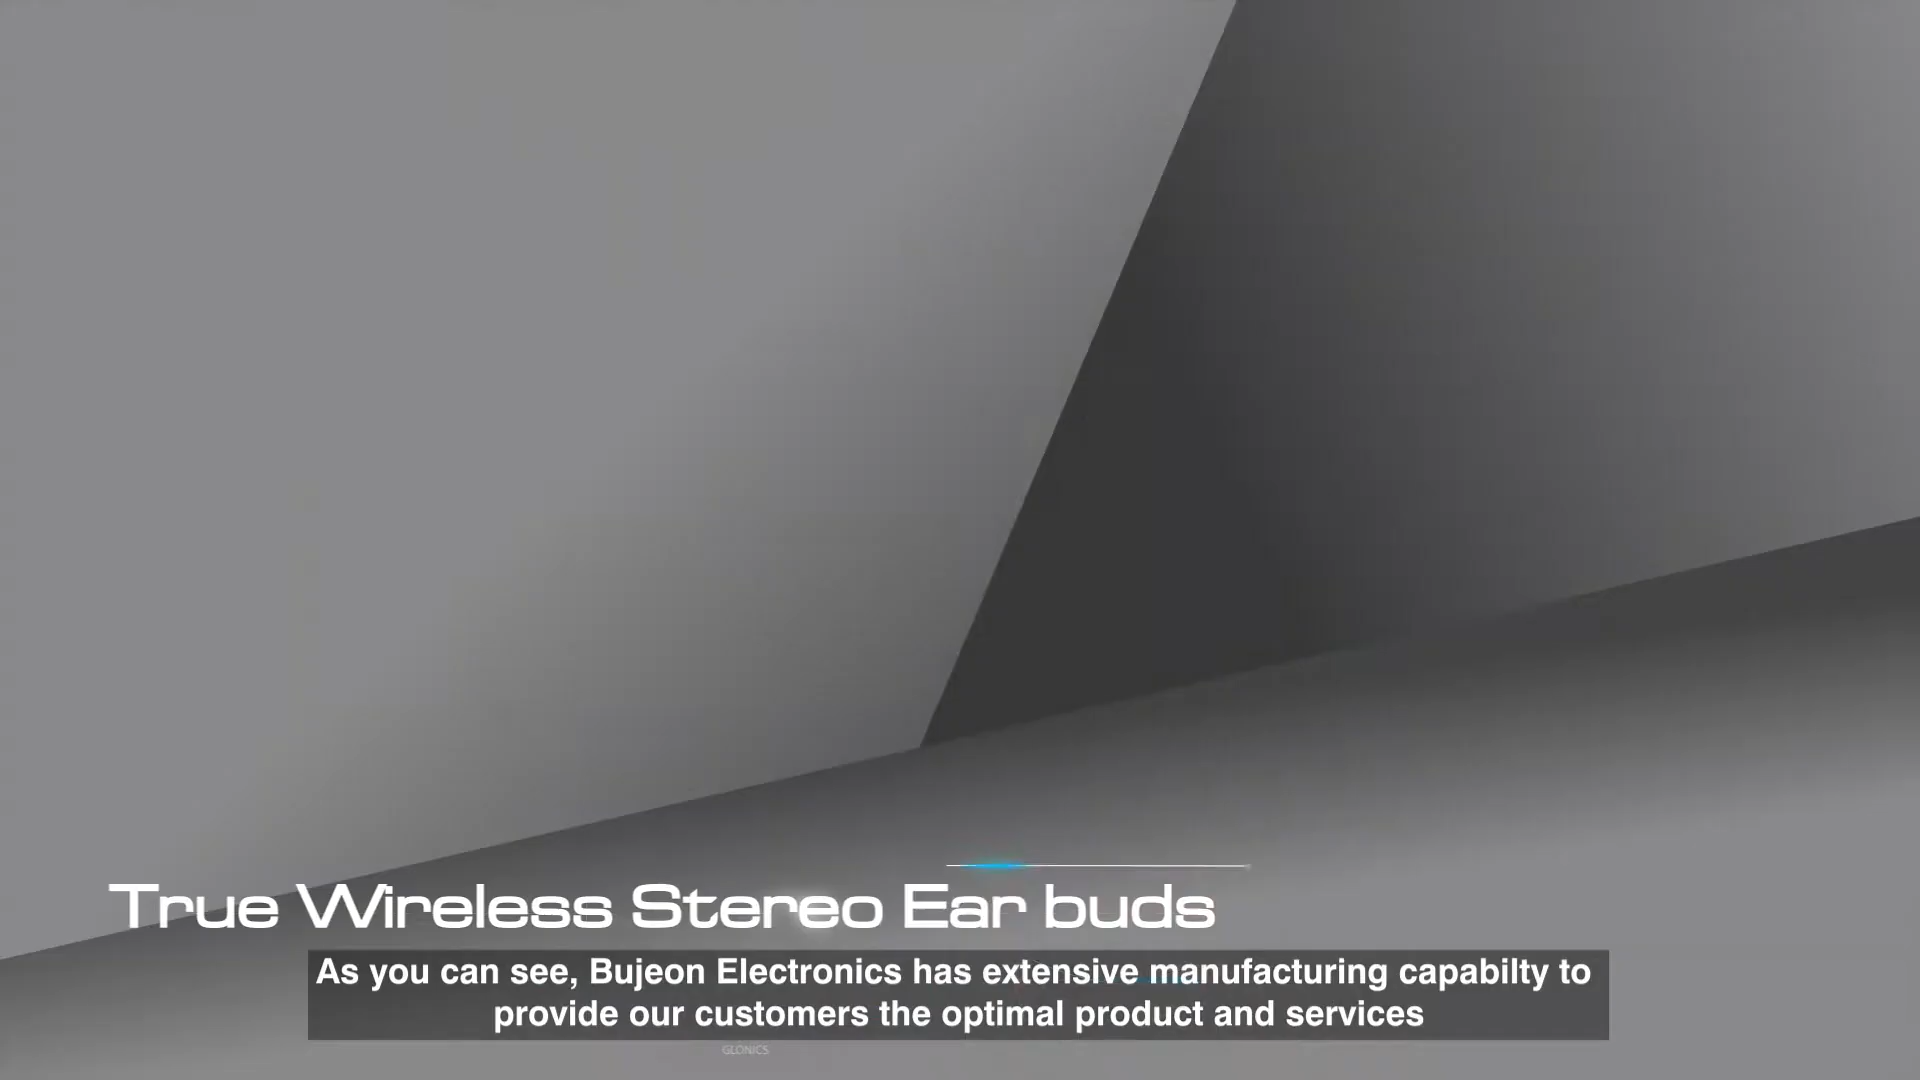 True Wireless Stereo Ear buds
As you can see, Bujeon Electronics has extensive manufacturing capabilty to
provide our customers the optimal product and services
GLONICS